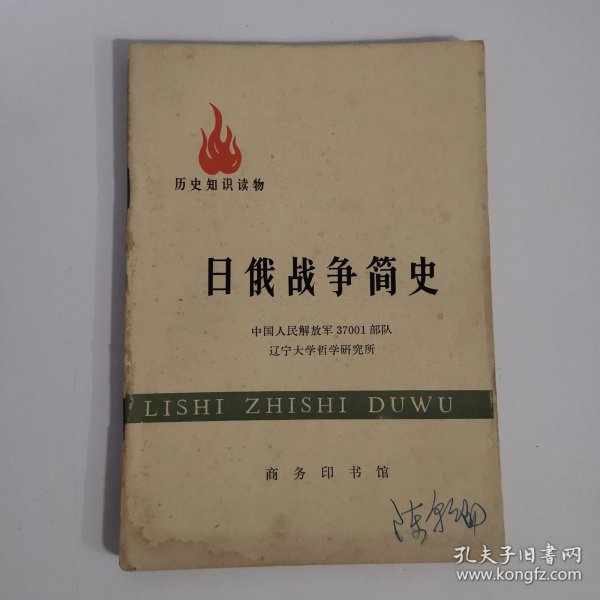 历史知识读物
日俄战争简史
中国人民解放军37001部队
辽宁大学哲学研究所
LISHI ZHISHI DUWU
商务印书馆
孔夫子旧书网
www.kongfz.com